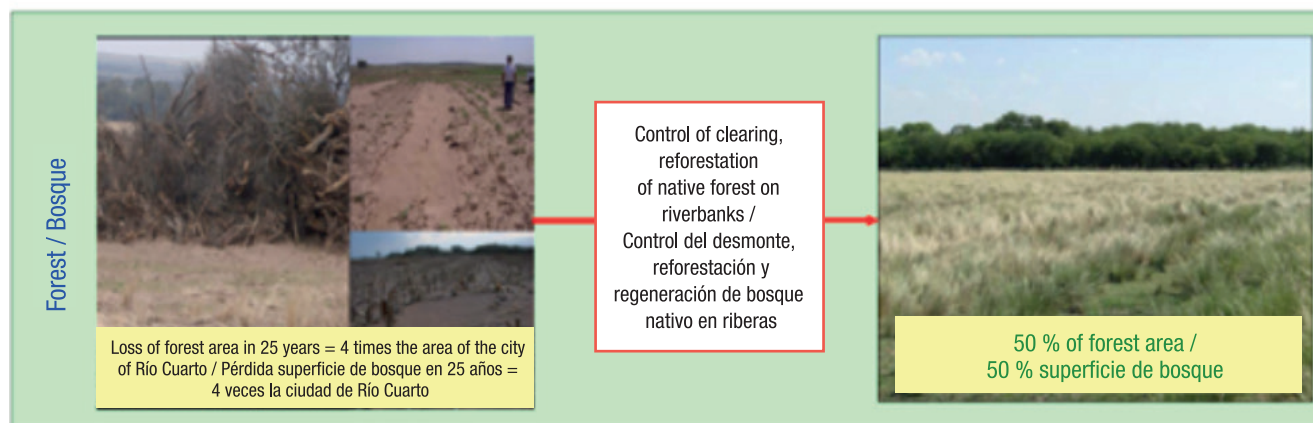 Forest / Bosque
Loss of forest area in 25 years = 4 times the area of the city
of Río Cuarto / Pérdida superficie de bosque en 25 años =
4 veces la ciudad de Río Cuarto
Control of clearing,
reforestation
of native forest on
riverbanks /
Control del desmonte,
reforestación y
regeneración de bosque
nativo en riberas
50 % of forest area /
50 % superficie de bosque